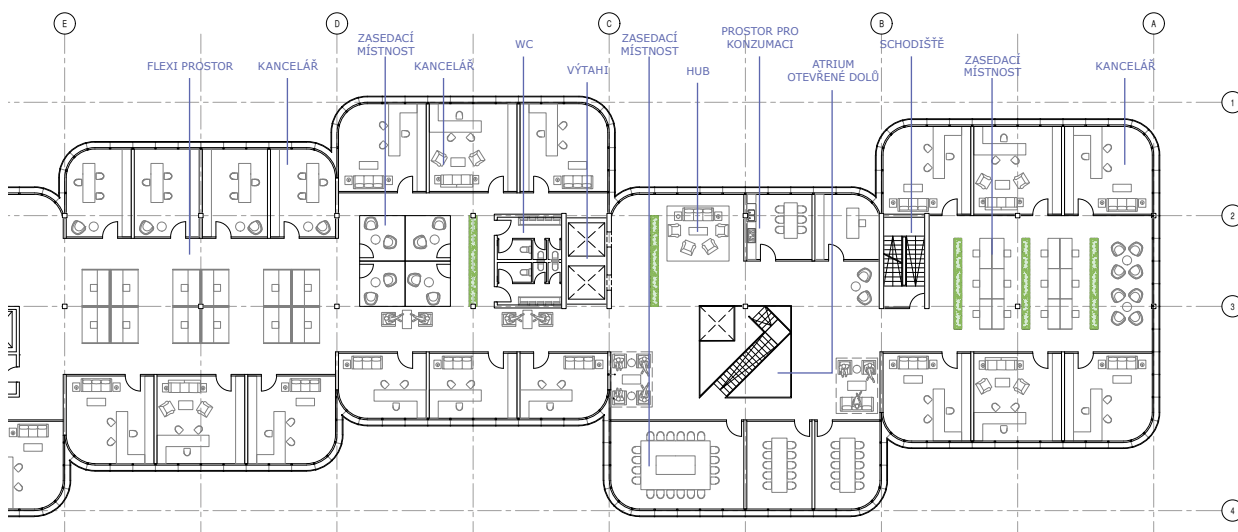 E
D
C
B
A
FLEXI PROSTOR
KANCELÁŘ
ZASEDACÍ
MÍSTNOST
KANCELÁŘ
WC
VÝTAHI
ZASEDACÍ
MÍSTNOST
HUB
PROSTOR PRO
KONZUMACI
ATRIUM
OTEVŘENÉ DOLŮ
SCHODIŠTĚ
ZASEDACÍ
MÍSTNOST
KANCELÁŘ
1
2
3
4